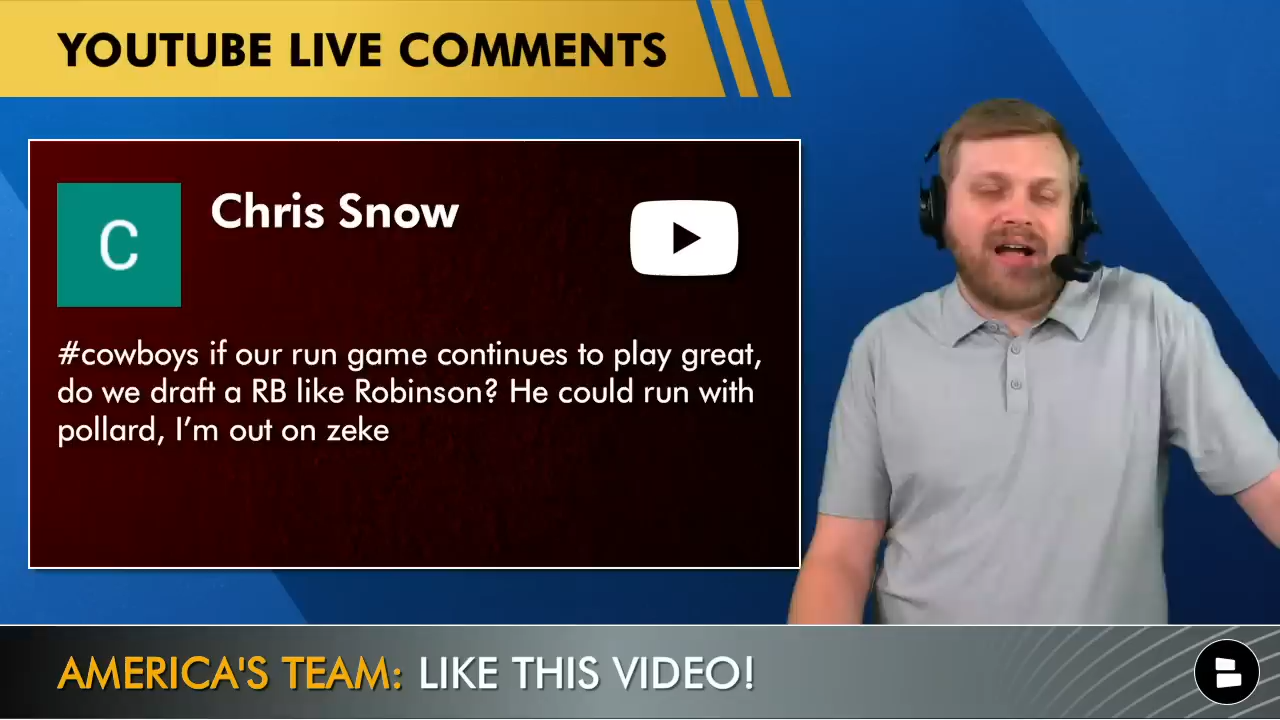 YOUTUBE LIVE COMMENTS
C
Chris Snow
#cowboys if our run game continues to play great,
do we draft a RB like Robinson? He could run with
pollard, I’m out on zeke
AMERICA'S TEAM: LIKE THIS VIDEO!